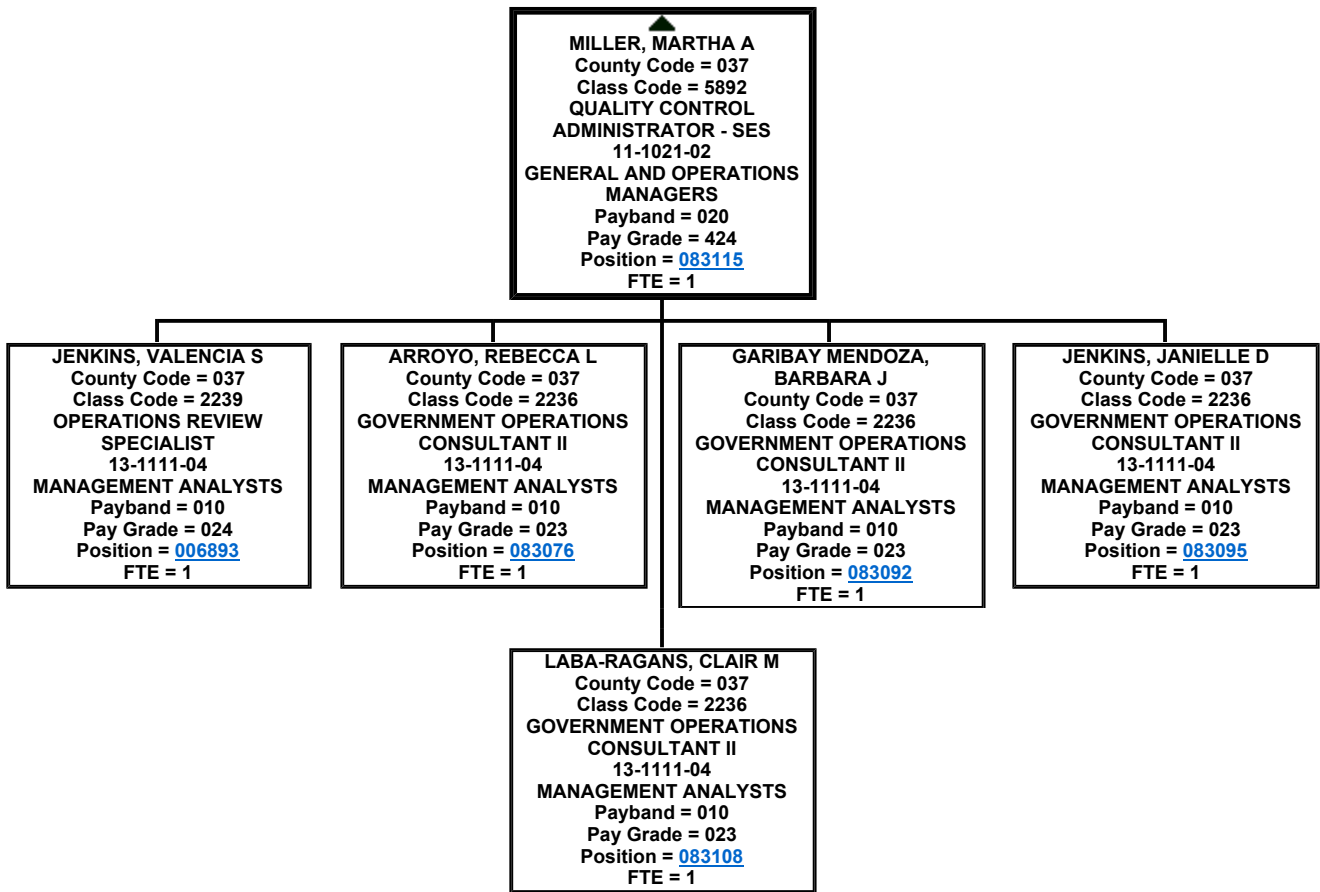 MILLER, MARTHA A
County Code = 037
Class Code = 5892
QUALITY CONTROL
ADMINISTRATOR - SES
11-1021-02
GENERAL AND OPERATIONS
MANAGERS
Payband = 020
Pay Grade = 424
Position = 083115
FTE = 1
JENKINS, VALENCIA S
County Code = 037
Class Code = 2239
OPERATIONS REVIEW
SPECIALIST
13-1111-04
MANAGEMENT ANALYSTS
Payband = 010
Pay Grade = 024
Position = 006893
FTE = 1
ARROYO, REBECCA L
County Code = 037
Class Code = 2236
GOVERNMENT OPERATIONS
CONSULTANT II
13-1111-04
MANAGEMENT ANALYSTS
Payband = 010
Pay Grade = 023
Position = 083076
FTE = 1
GARIBAY MENDOZA,
BARBARA J
County Code = 037
Class Code = 2236
GOVERNMENT OPERATIONS
CONSULTANT II
13-1111-04
MANAGEMENT ANALYSTS
Payband = 010
Pay Grade = 023
Position = 083092
FTE = 1
JENKINS, JANIELLE D
County Code = 037
Class Code = 2236
GOVERNMENT OPERATIONS
CONSULTANT II
13-1111-04
MANAGEMENT ANALYSTS
Payband = 010
Pay Grade = 023
Position = 083095
FTE = 1
LABA-RAGANS, CLAIR M
County Code = 037
Class Code = 2236
GOVERNMENT OPERATIONS
CONSULTANT II
13-1111-04
MANAGEMENT ANALYSTS
Payband = 010
Pay Grade = 023
Position = 083108
FTE = 1